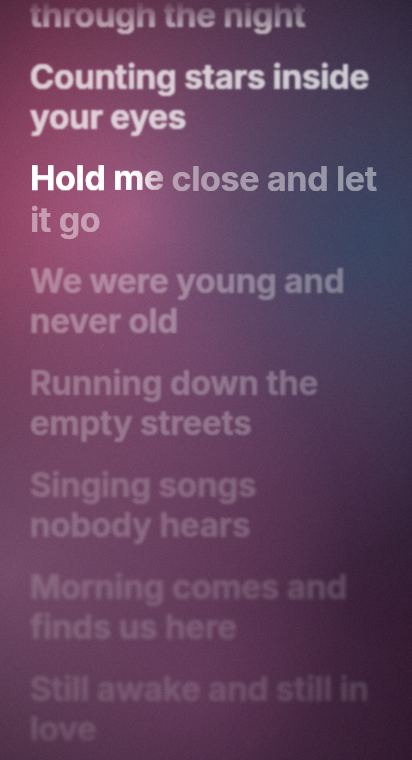 through the night
Counting stars inside
your eyes
Hold me close and let
it go
We were young and
never old
Running down the
empty streets
Singing songs
nobody hears
Morning comes and
finds us here
Still awake and still in
love